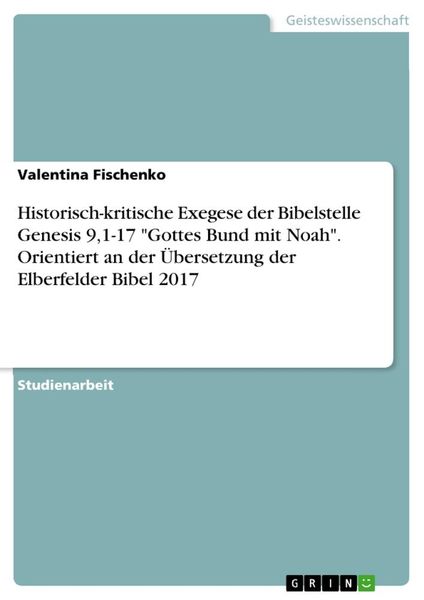 Geisteswissenschaft
Valentina Fischenko
Historisch-kritische Exegese der Bibelstelle
Genesis 9,1-17 "Gottes Bund mit Noah".
Orientiert an der Übersetzung der
Elberfelder Bibel 2017
Studienarbeit
GRIN